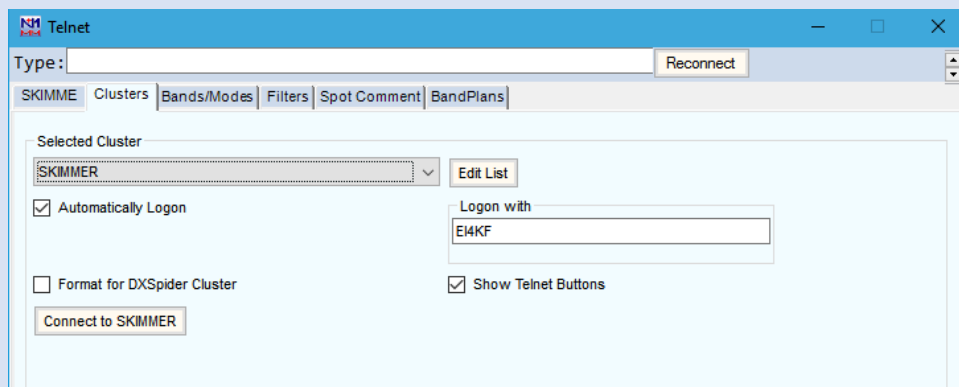 Telnet
Type: Reconnect
SKIMME Clusters Bands/Modes Filters Spot Comment BandPlans
Selected Cluster
SKIMMER Edit List
Automatically Logon Logon with
EI4KF
Format for DXSpider Cluster Show Telnet Buttons
Connect to SKIMMER